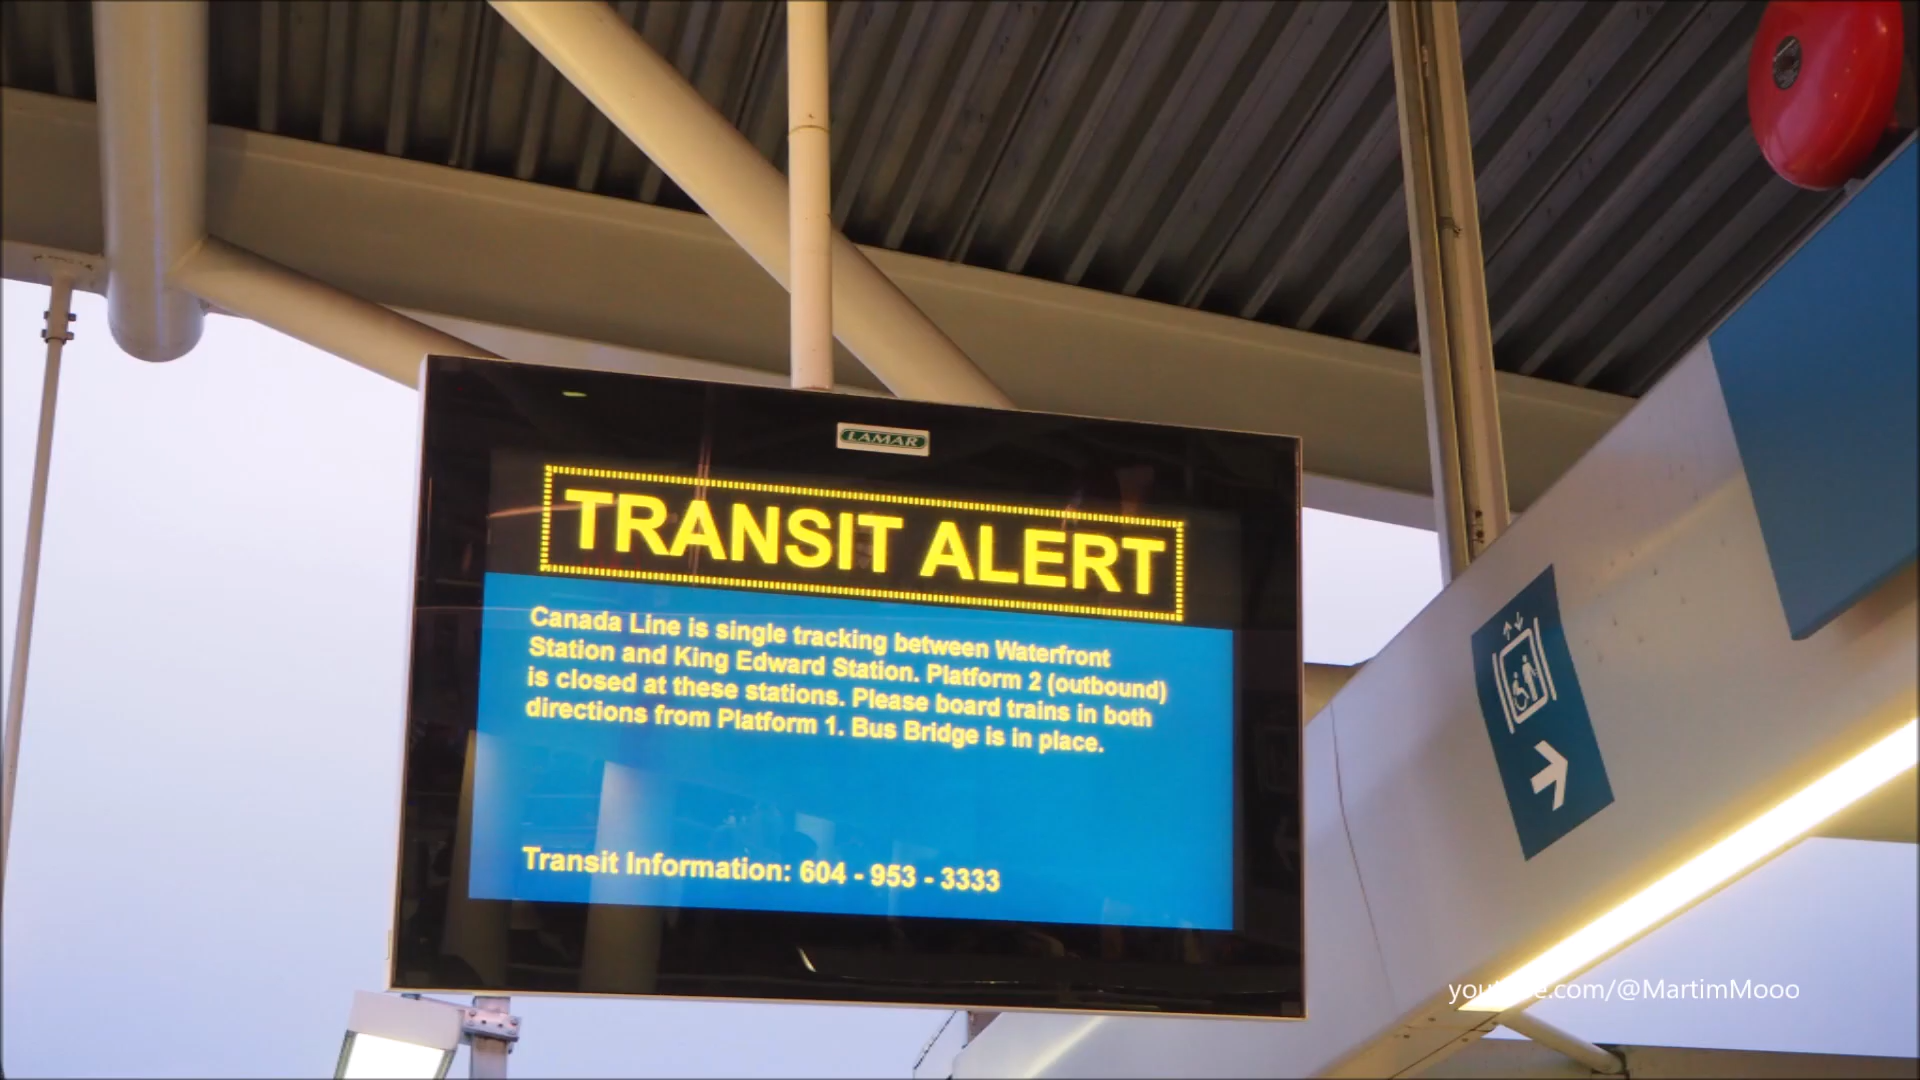 LAMAR
TRANSIT ALERT
Canada Line is single tracking between Waterfront
Station and King Edward Station. Platform 2 (outbound)
is closed at these stations. Please board trains in both
directions from Platform 1. Bus Bridge is in place.
Transit Information: 604 - 953 - 3333
youtube.com/@MartimMooo